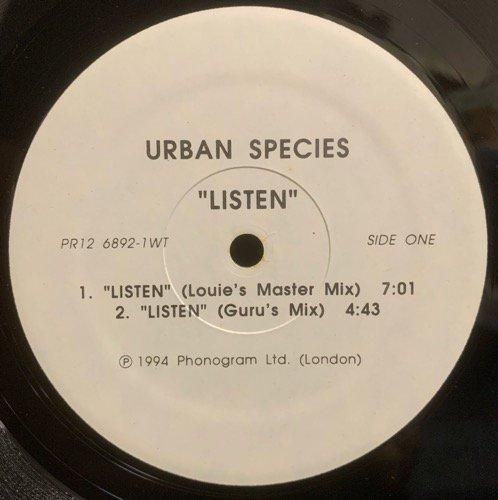 URBAN SPECIES
"LISTEN"
PR12 6892-1WT SIDE ONE
1. "LISTEN" (Louie's Master Mix) 7:01
2. "LISTEN" (Guru's Mix) 4:43
℗ 1994 Phonogram Ltd. (London)